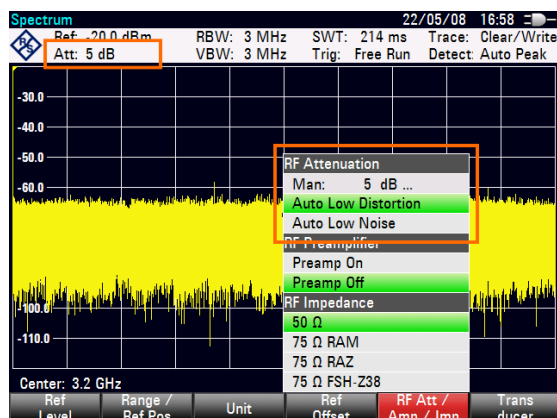 Spectrum 22/05/08 16:58
Ref: -20.0 dBm RBW: 3 MHz SWT: 214 ms Trace: Clear/Write
Att: 5 dB VBW: 3 MHz Trig: Free Run Detect: Auto Peak
-30.0
-40.0
-50.0
RF Attenuation
Man: 5 dB ...
-60.0
Auto Low Distortion
Auto Low Noise
RF Preamplifier
Preamp On
Preamp Off
RF Impedance
-100.0
50 Ω
75 Ω RAM
-110.0
75 Ω RAZ
75 Ω FSH-Z38
Center: 3.2 GHz
Ref Level Range / Ref Pos Unit Ref Offset RF Att / Amp / Imp Trans ducer